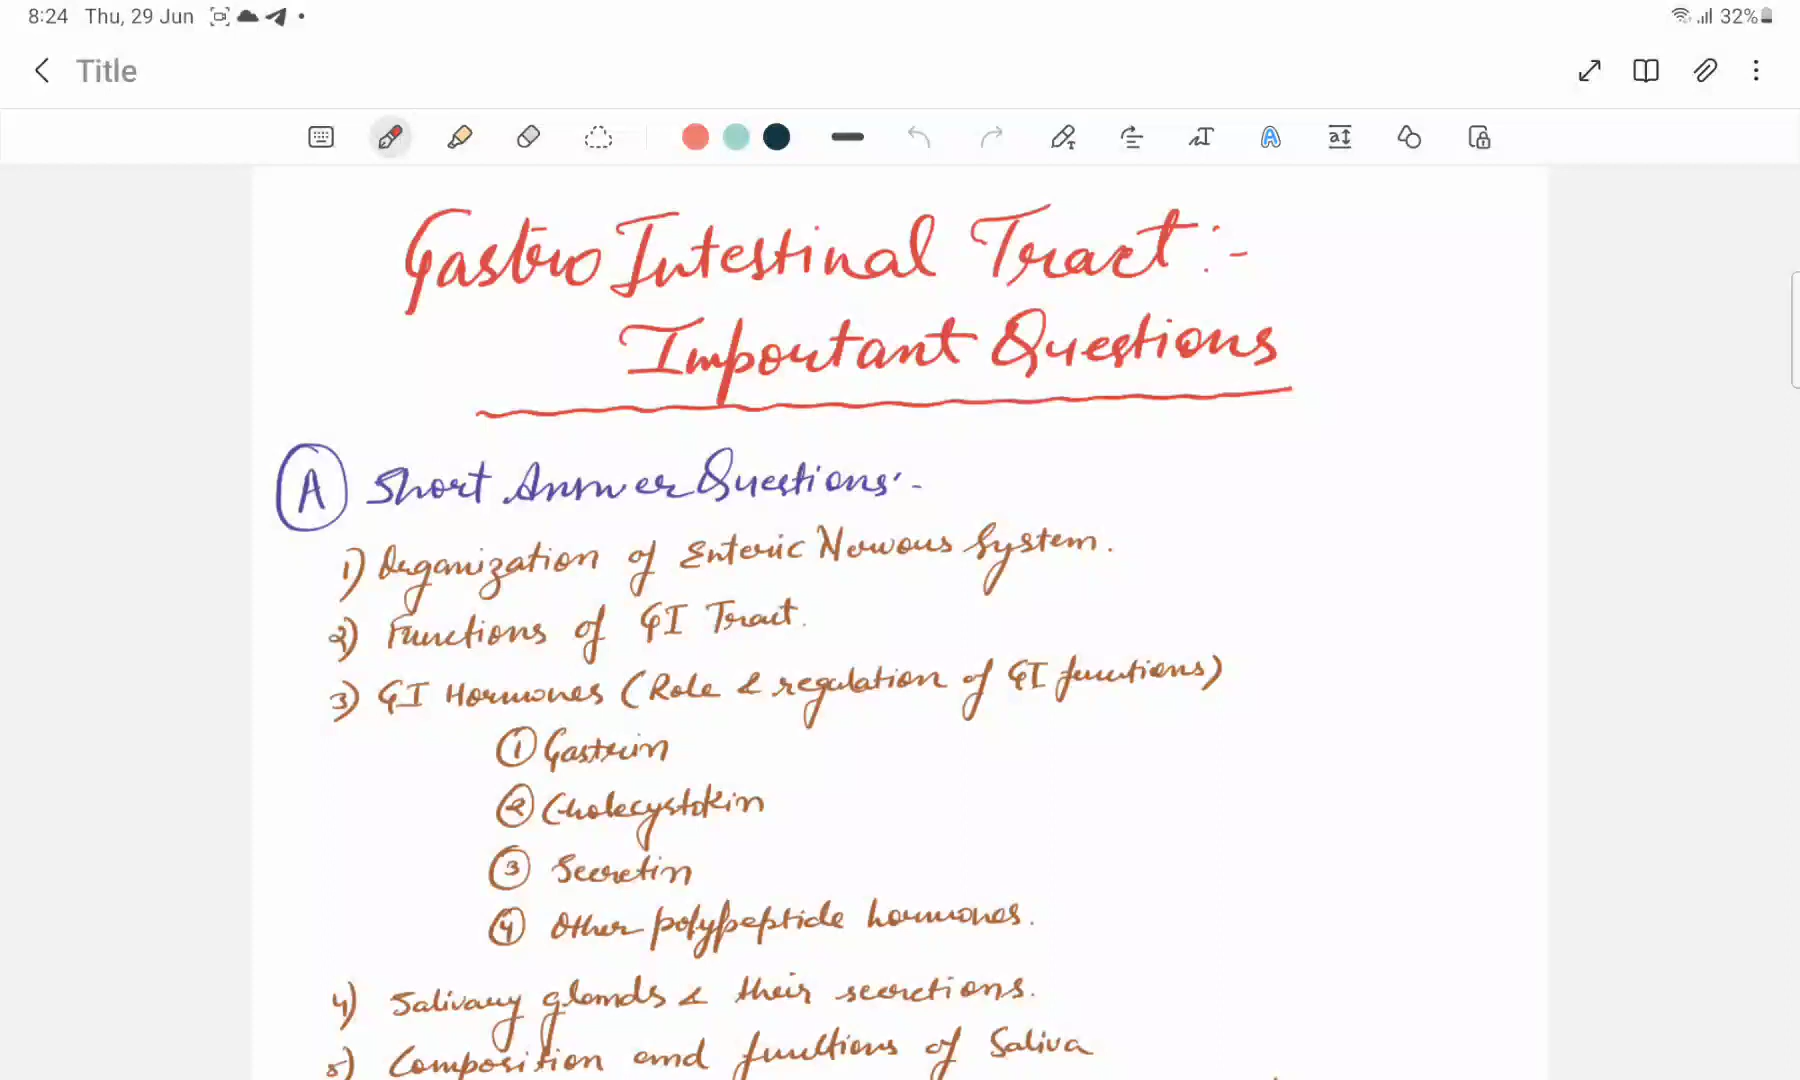 8:24 Thu, 29 Jun
32%
Title
Gastro Intestinal Tract:-
Important Questions
A Short Answer Questions:-
1) Organization of Enteric Nervous System.
2) Functions of GI Tract.
3) GI Hormones (Role & regulation of GI functions)
① Gastrin
② Cholecystokin
③ Secretin
④ Other polypeptide hormones.
4) Salivary glands & their secretions.
5) Composition and functions of Saliva